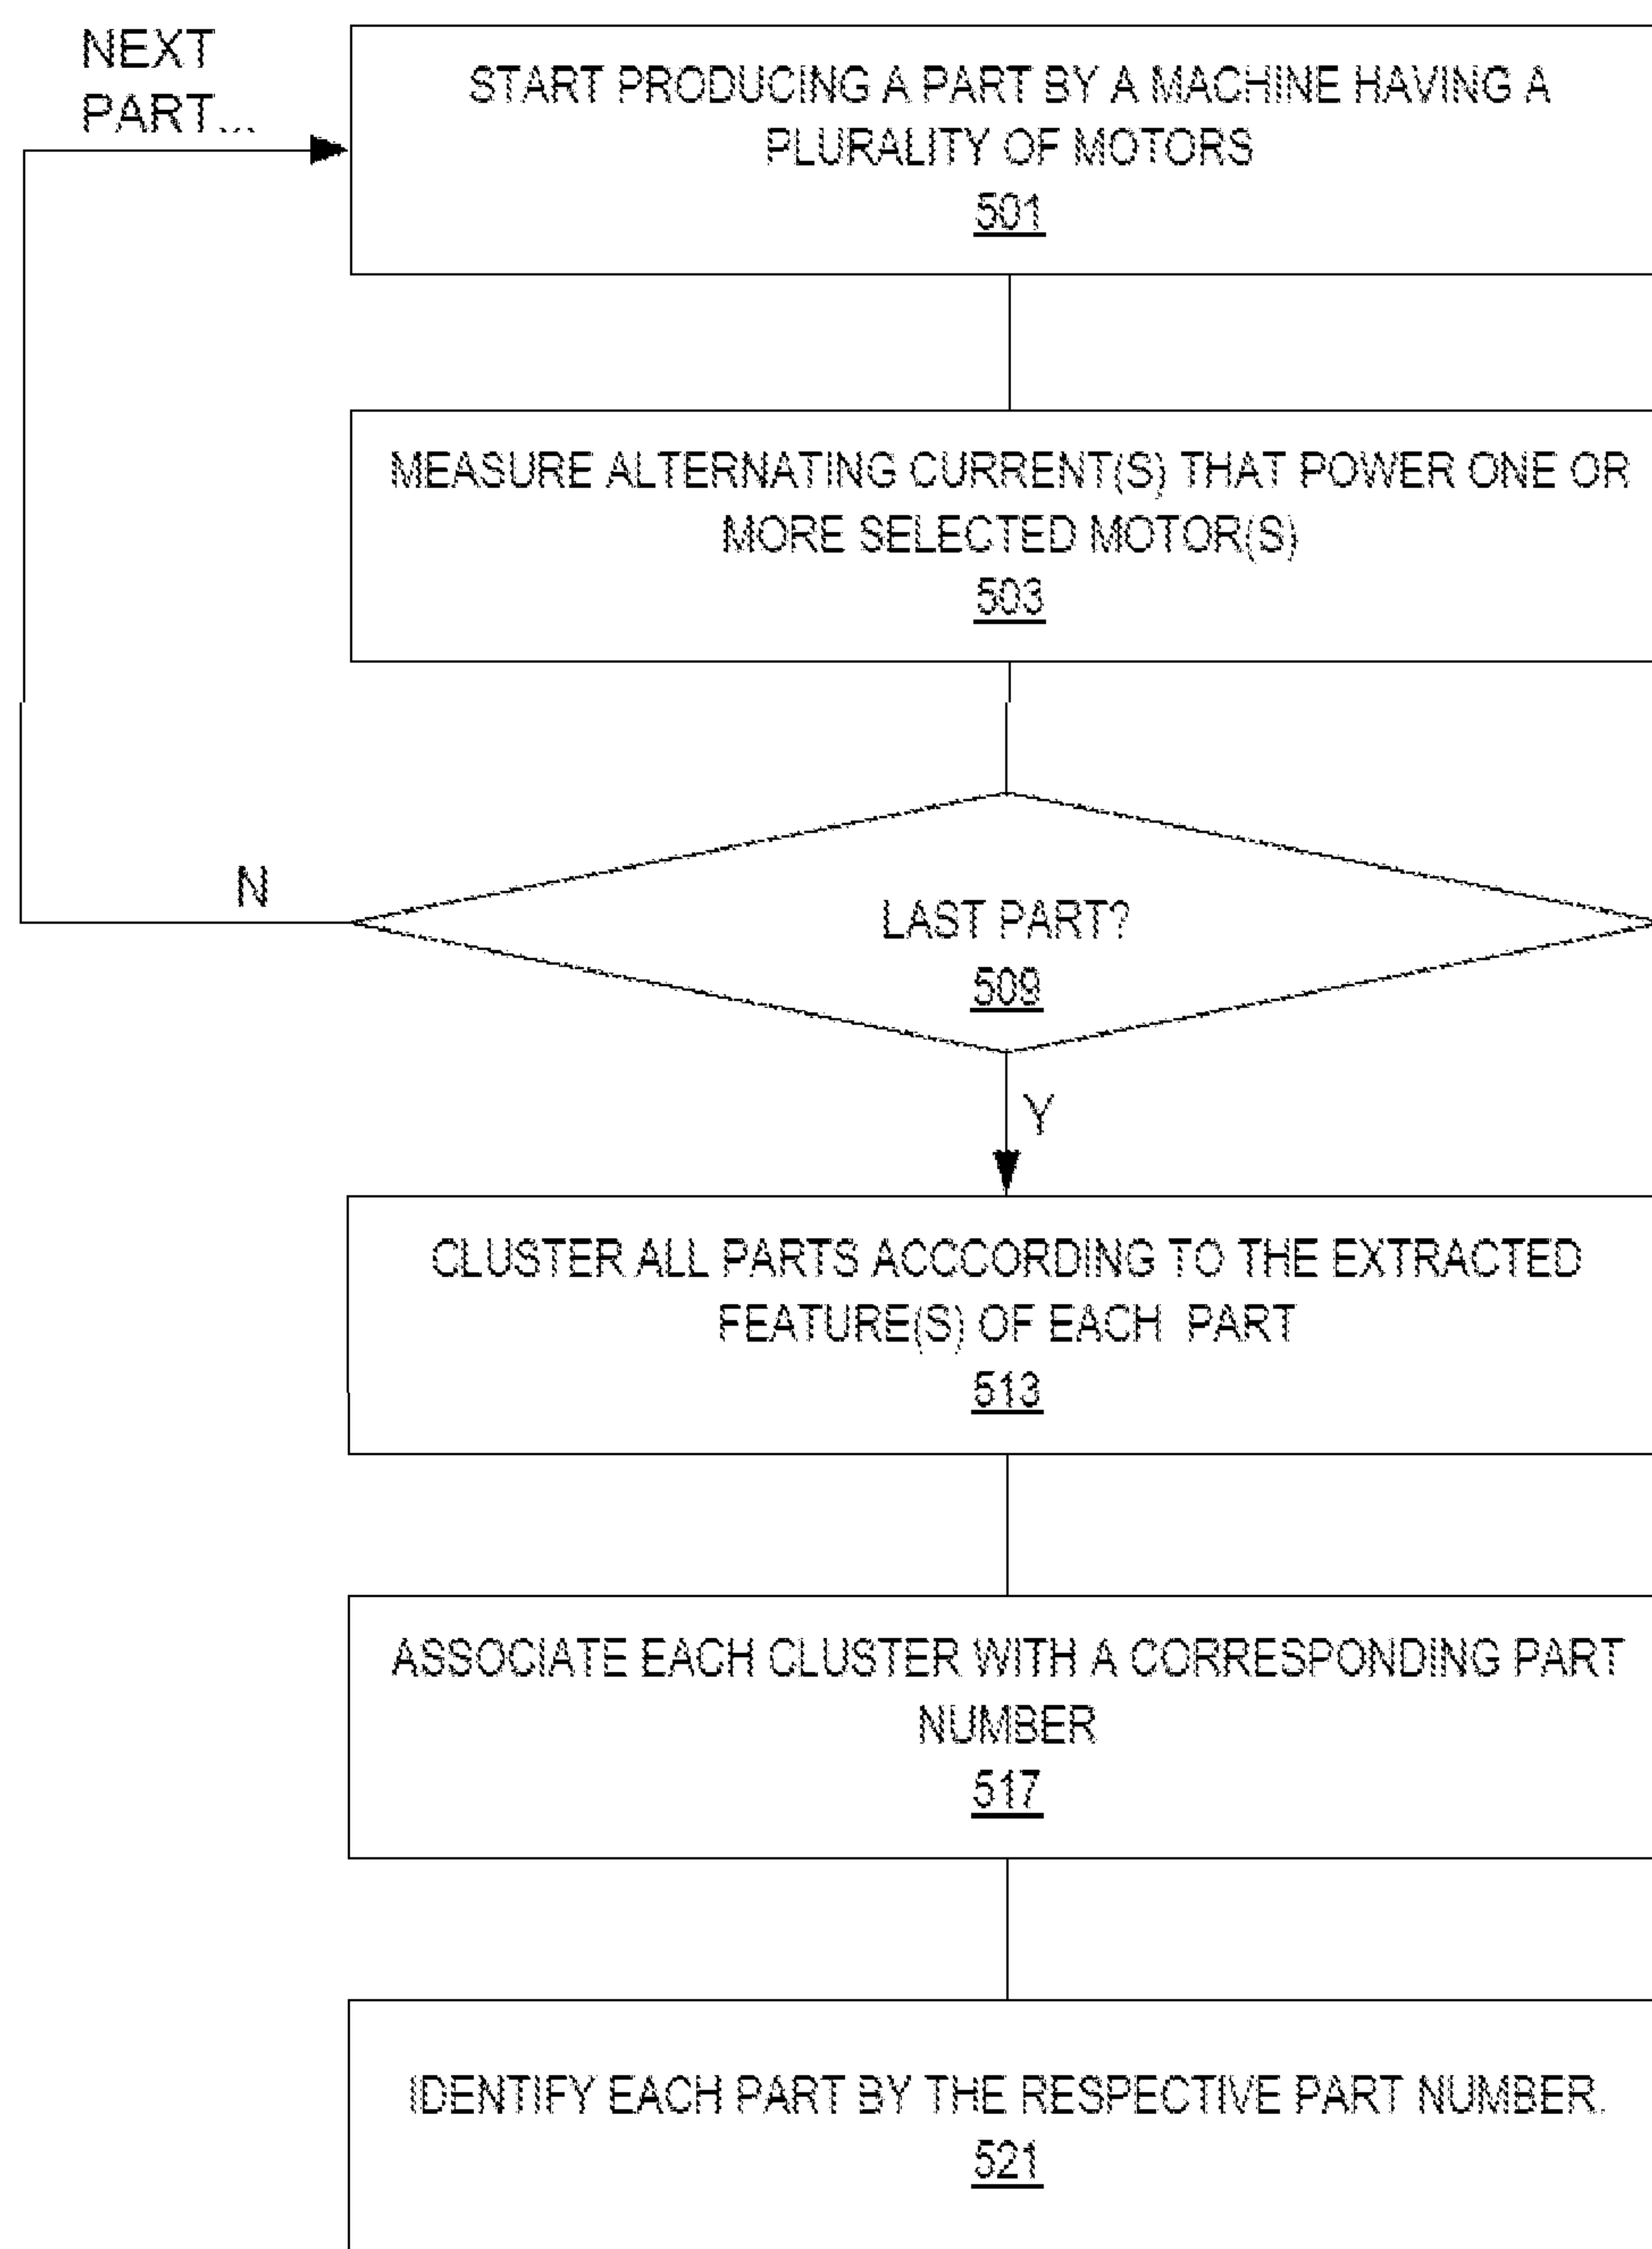 NEXT
PART...
START PRODUCING A PART BY A MACHINE HAVING A
PLURALITY OF MOTORS
501
MEASURE ALTERNATING CURRENT(S) THAT POWER ONE OR
MORE SELECTED MOTOR(S)
503
N
LAST PART?
509
Y
CLUSTER ALL PARTS ACCCORDING TO THE EXTRACTED
FEATURE(S) OF EACH PART
513
ASSOCIATE EACH CLUSTER WITH A CORRESPONDING PART
NUMBER
517
IDENTIFY EACH PART BY THE RESPECTIVE PART NUMBER.
521